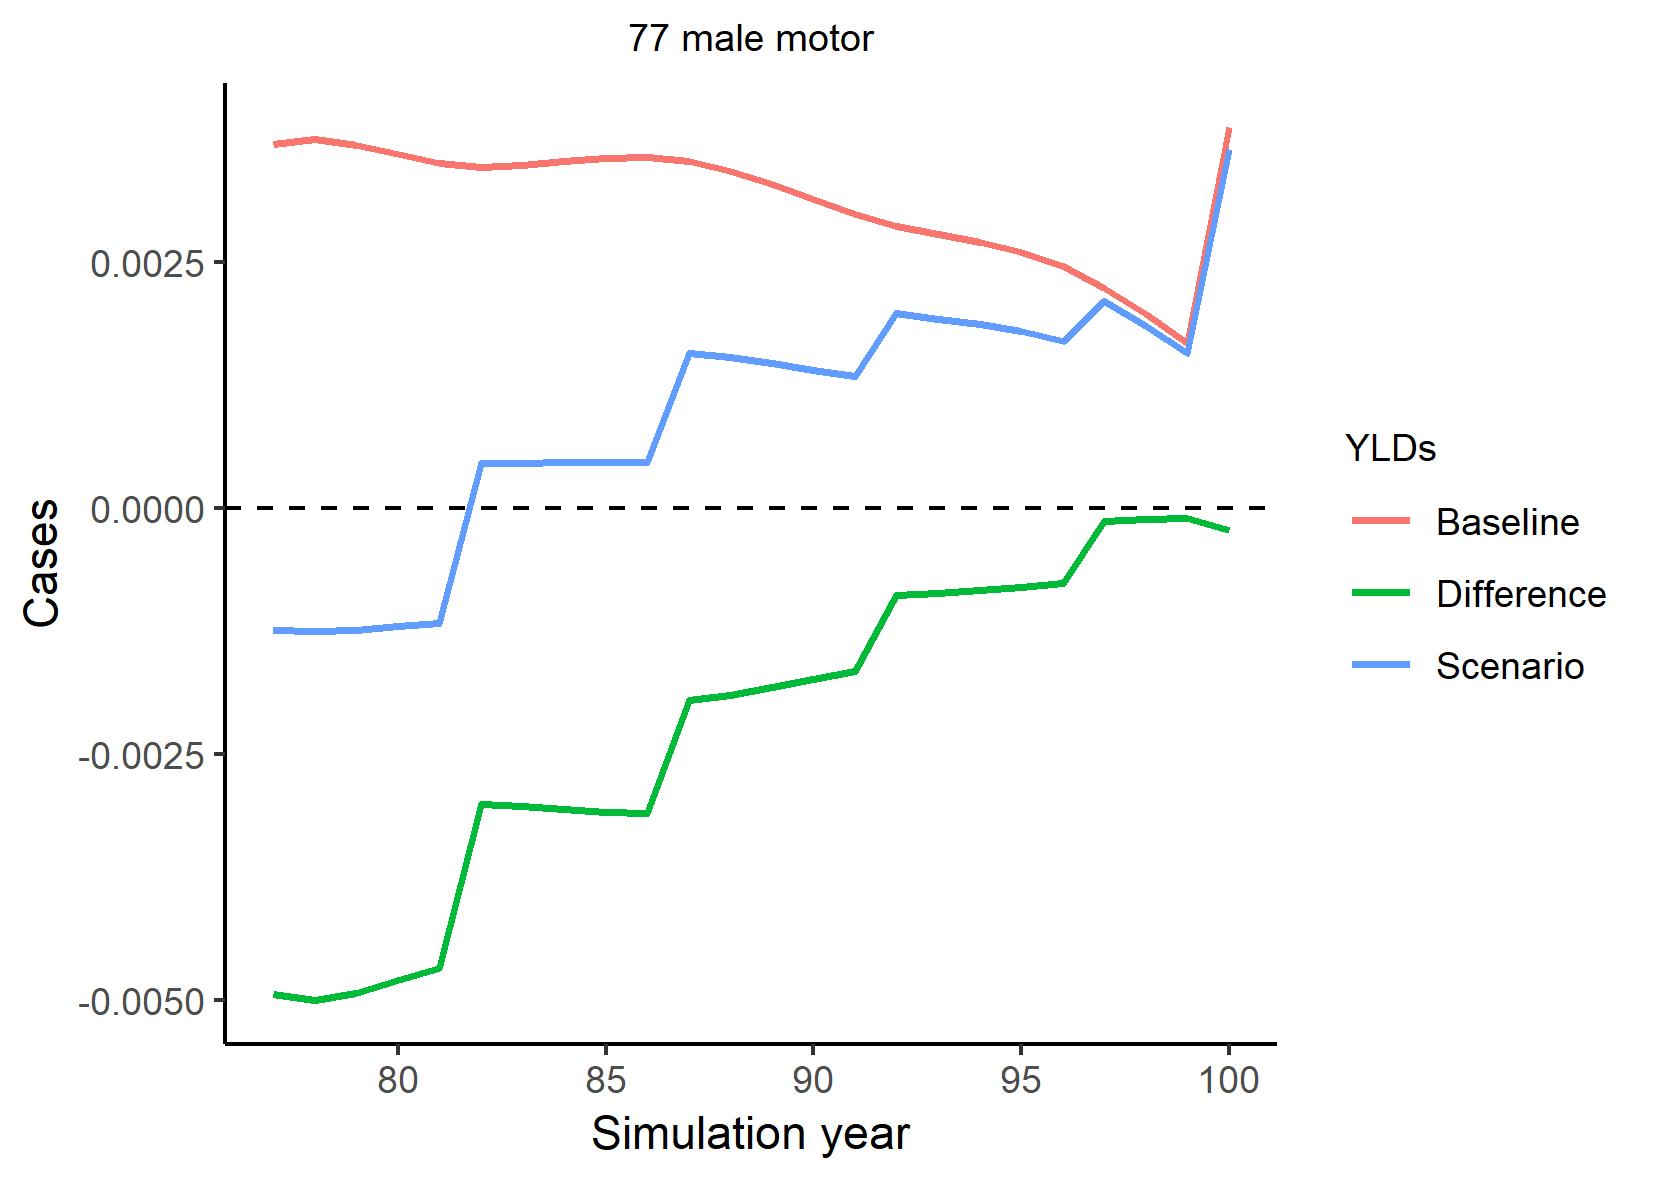 77 male motor
Cases
0.0025
0.0000
-0.0025
-0.0050
80 85 90 95 100
Simulation year
YLDs
Baseline
Difference
Scenario